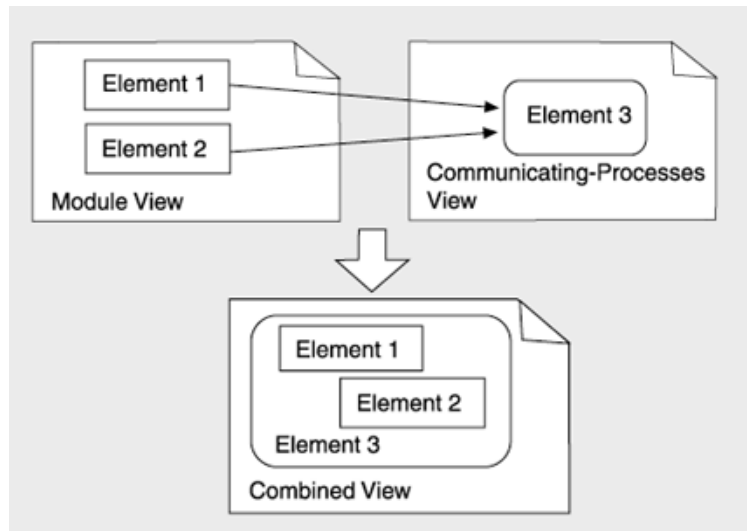 Element 1
Element 2
Module View
Element 3
Communicating-Processes
View
Element 1
Element 2
Element 3
Combined View